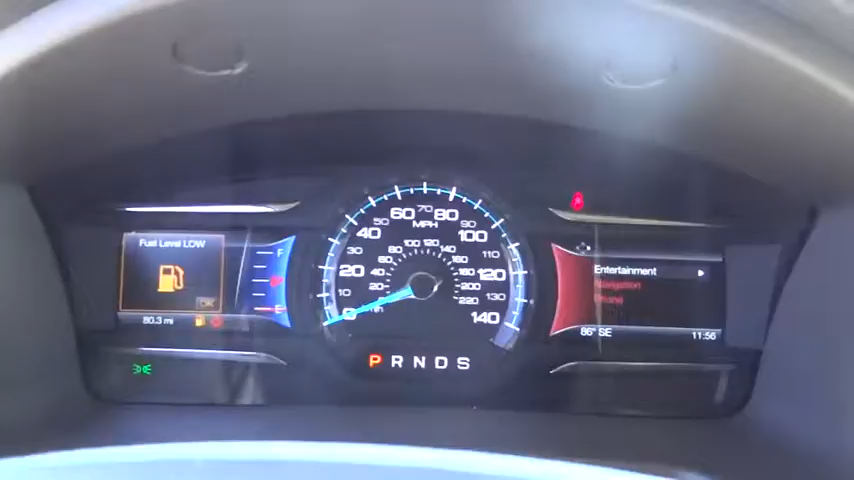 Fuel Level LOW
OK
80.3 mi
F
E
MPH
0
10
20
30
40
50
60
70
80
90
100
110
120
130
140
20
40
60
80
100
120
140
160
180
200
220
P R N D S
Entertainment
Navigation
Phone
86°F SE
11:56